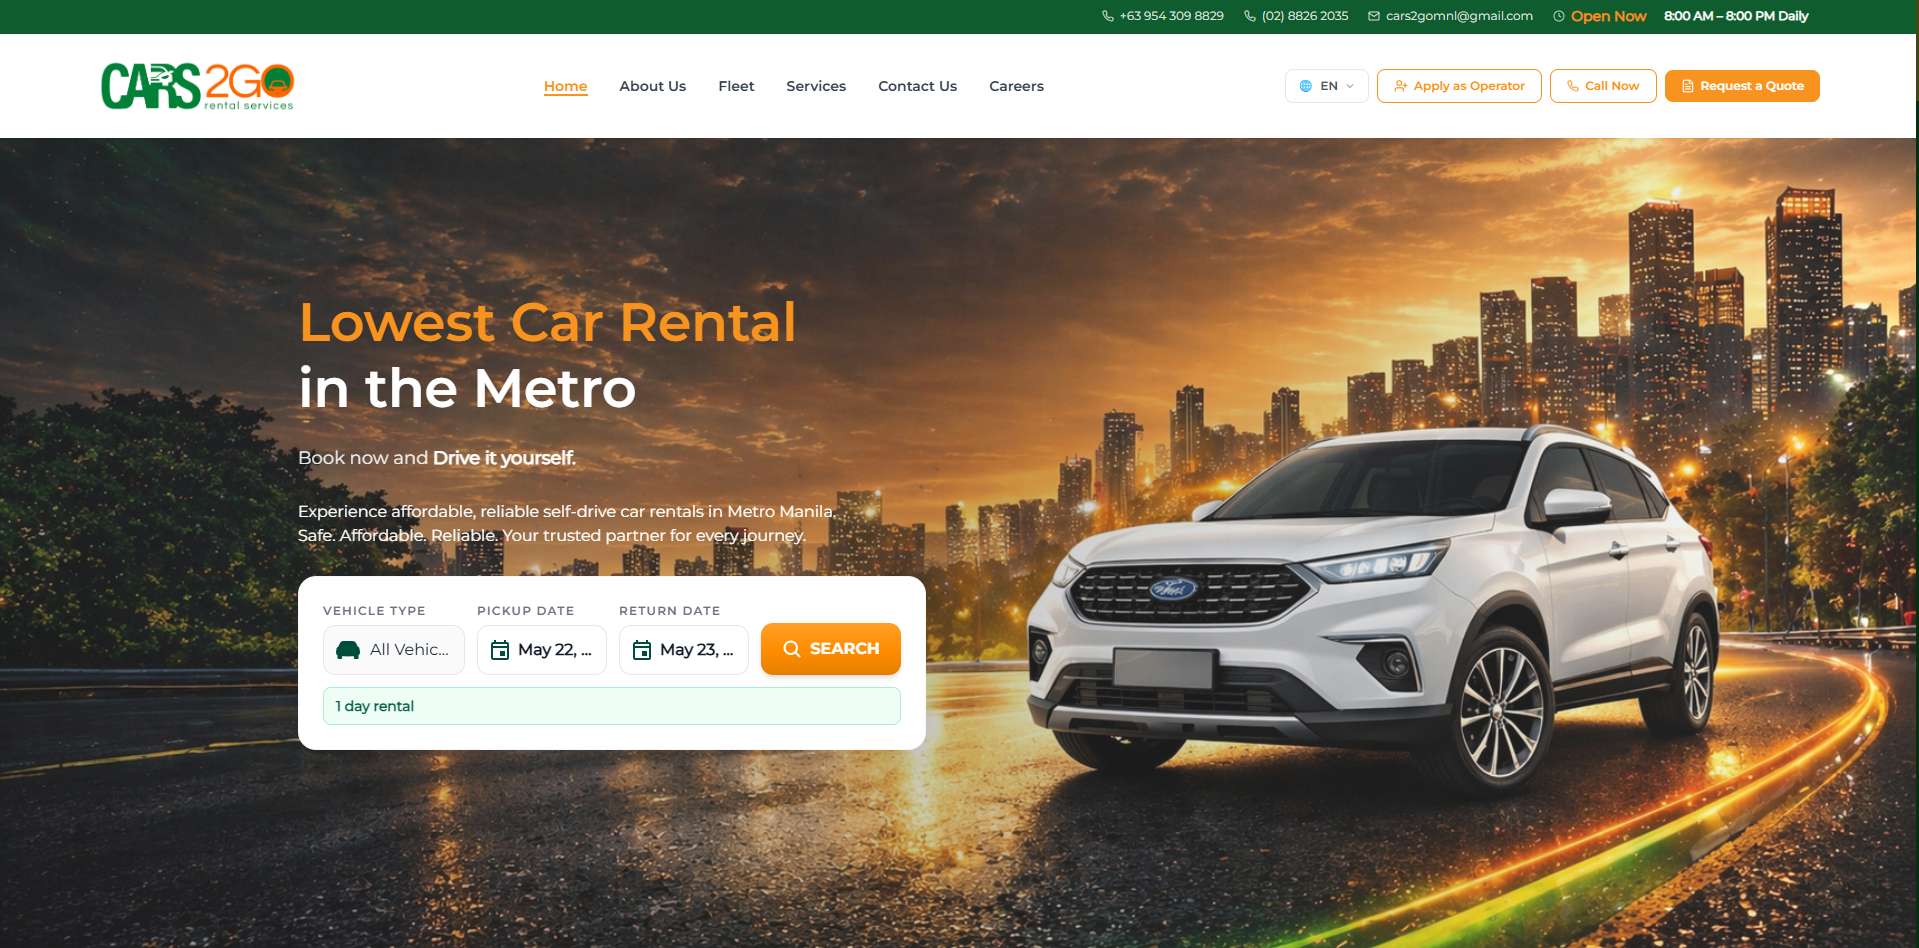 +63 954 309 8829 (02) 8826 2035 cars2gomnl@gmail.com Open Now 8:00 AM – 8:00 PM Daily
CARS 2GO
rental services
Home About Us Fleet Services Contact Us Careers
EN Apply as Operator Call Now Request a Quote
Lowest Car Rental
in the Metro
Book now and Drive it yourself.
Experience affordable, reliable self-drive car rentals in Metro Manila.
Safe. Affordable. Reliable. Your trusted partner for every journey.
VEHICLE TYPE PICKUP DATE RETURN DATE
All Vehic... May 22, ... May 23, ... SEARCH
1 day rental
Ford